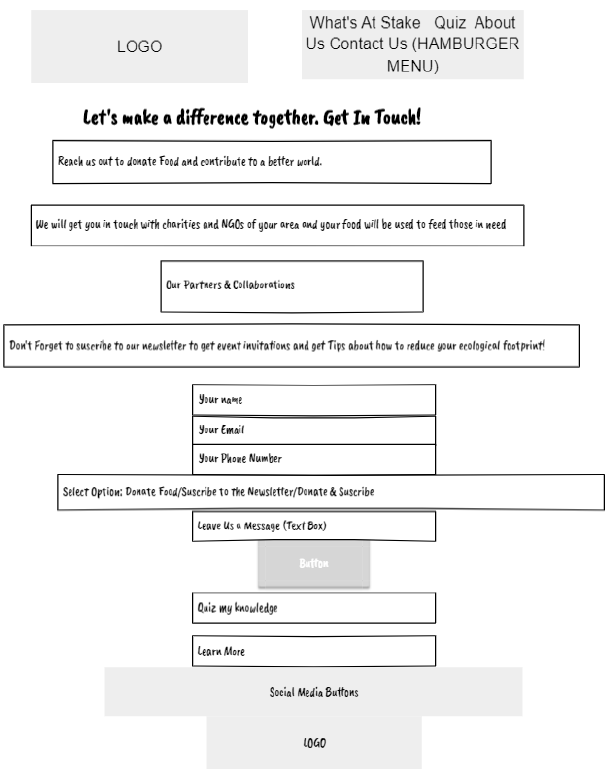 LOGO
What's At Stake Quiz About
Us Contact Us (HAMBURGER
MENU)
Let's make a difference together. Get In Touch!
Reach us out to donate Food and contribute to a better world.
We will get you in touch with charities and NGOs of your area and your food will be used to feed those in need
Our Partners & Collaborations
Don't Forget to suscribe to our newsletter to get event invitations and get Tips about how to reduce your ecological footprint!
Your name
Your Email
Your Phone Number
Select Option: Donate Food/Suscribe to the Newsletter/Donate & Suscribe
Leave Us a Message (Text Box)
Button
Quiz my knowledge
Learn More
Social Media Buttons
LOGO